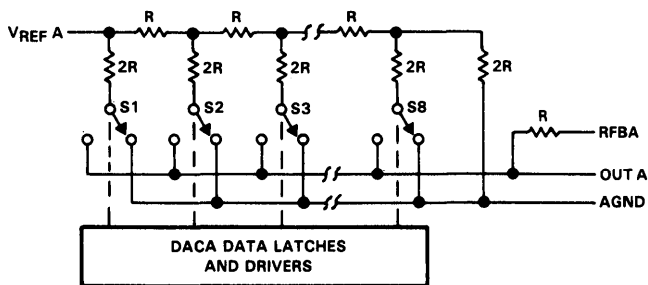 R R R
VREF A
2R 2R 2R 2R 2R
S1 S2 S3 S8
R
RFBA
OUT A
AGND
DACA DATA LATCHES
AND DRIVERS